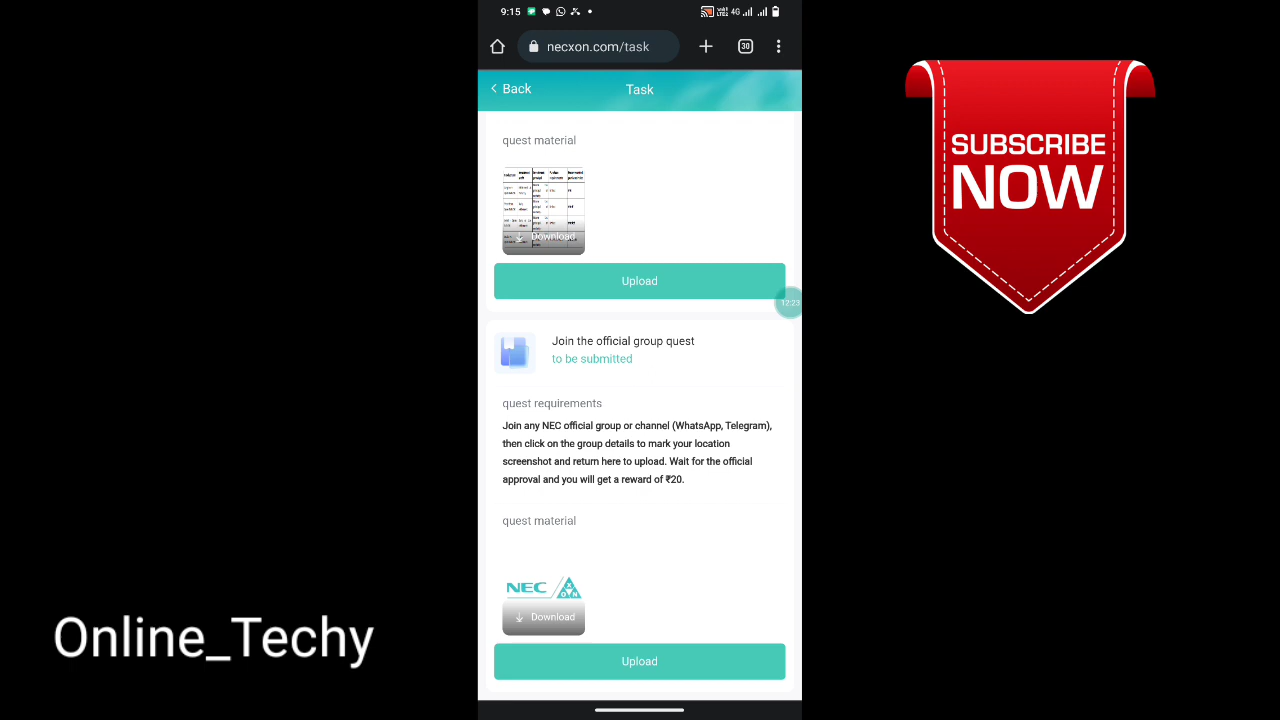 9:15
4G
necxon.com/task
30
Back
Task
quest material
Download
Upload
12:23
Join the official group quest
to be submitted
quest requirements
Join any NEC official group or channel (WhatsApp, Telegram),
then click on the group details to mark your location
screenshot and return here to upload. Wait for the official
approval and you will get a reward of ₹20.
quest material
NEC XON
Download
Upload
SUBSCRIBE
NOW
Online_Techy